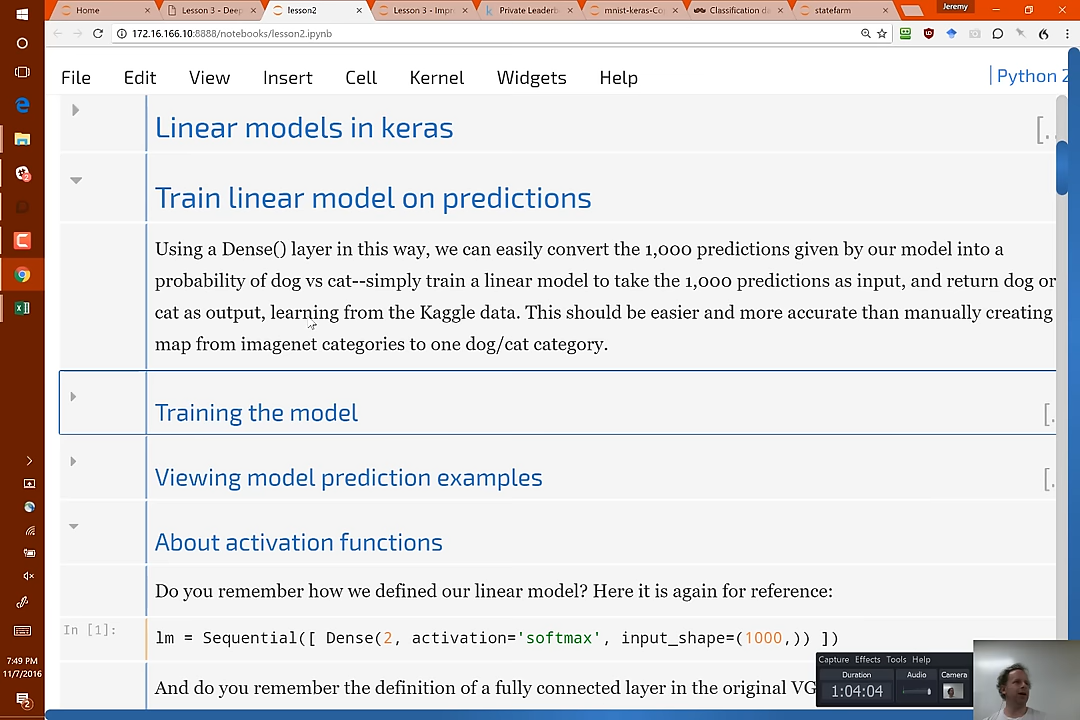 Home
Lesson 3 - Deep
lesson2
Lesson 3 - Impr
Private Leaderb
mnist-keras-Co
Classification da
statefarm
Jeremy
172.16.166.10:8888/notebooks/lesson2.ipynb
File Edit View Insert Cell Kernel Widgets Help
Python 2
Linear models in keras
[..
Train linear model on predictions
Using a Dense() layer in this way, we can easily convert the 1,000 predictions given by our model into a
probability of dog vs cat--simply train a linear model to take the 1,000 predictions as input, and return dog or
cat as output, learning from the Kaggle data. This should be easier and more accurate than manually creating
map from imagenet categories to one dog/cat category.
Training the model
[.
Viewing model prediction examples
[.
About activation functions
Do you remember how we defined our linear model? Here it is again for reference:
In [1]:
lm = Sequential([ Dense(2, activation='softmax', input_shape=(1000,)) ])
And do you remember the definition of a fully connected layer in the original VG
Capture Effects Tools Help
Duration Audio Camera
1:04:04
7:49 PM
11/7/2016